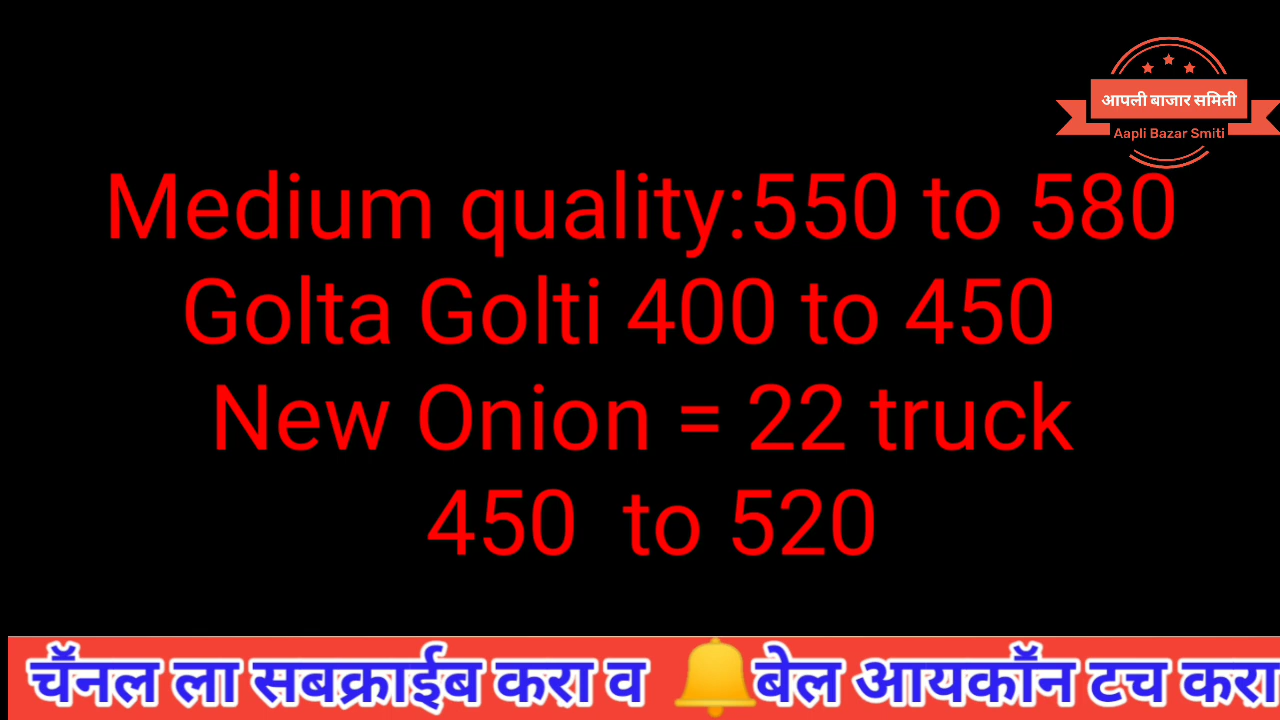 आपली बाजार समिती
Aapli Bazar Smiti
Medium quality:550 to 580
Golta Golti 400 to 450
New Onion = 22 truck
450 to 520
चॅनल ला सबक्राईब करा व 🔔बेल आयकॉन टच करा